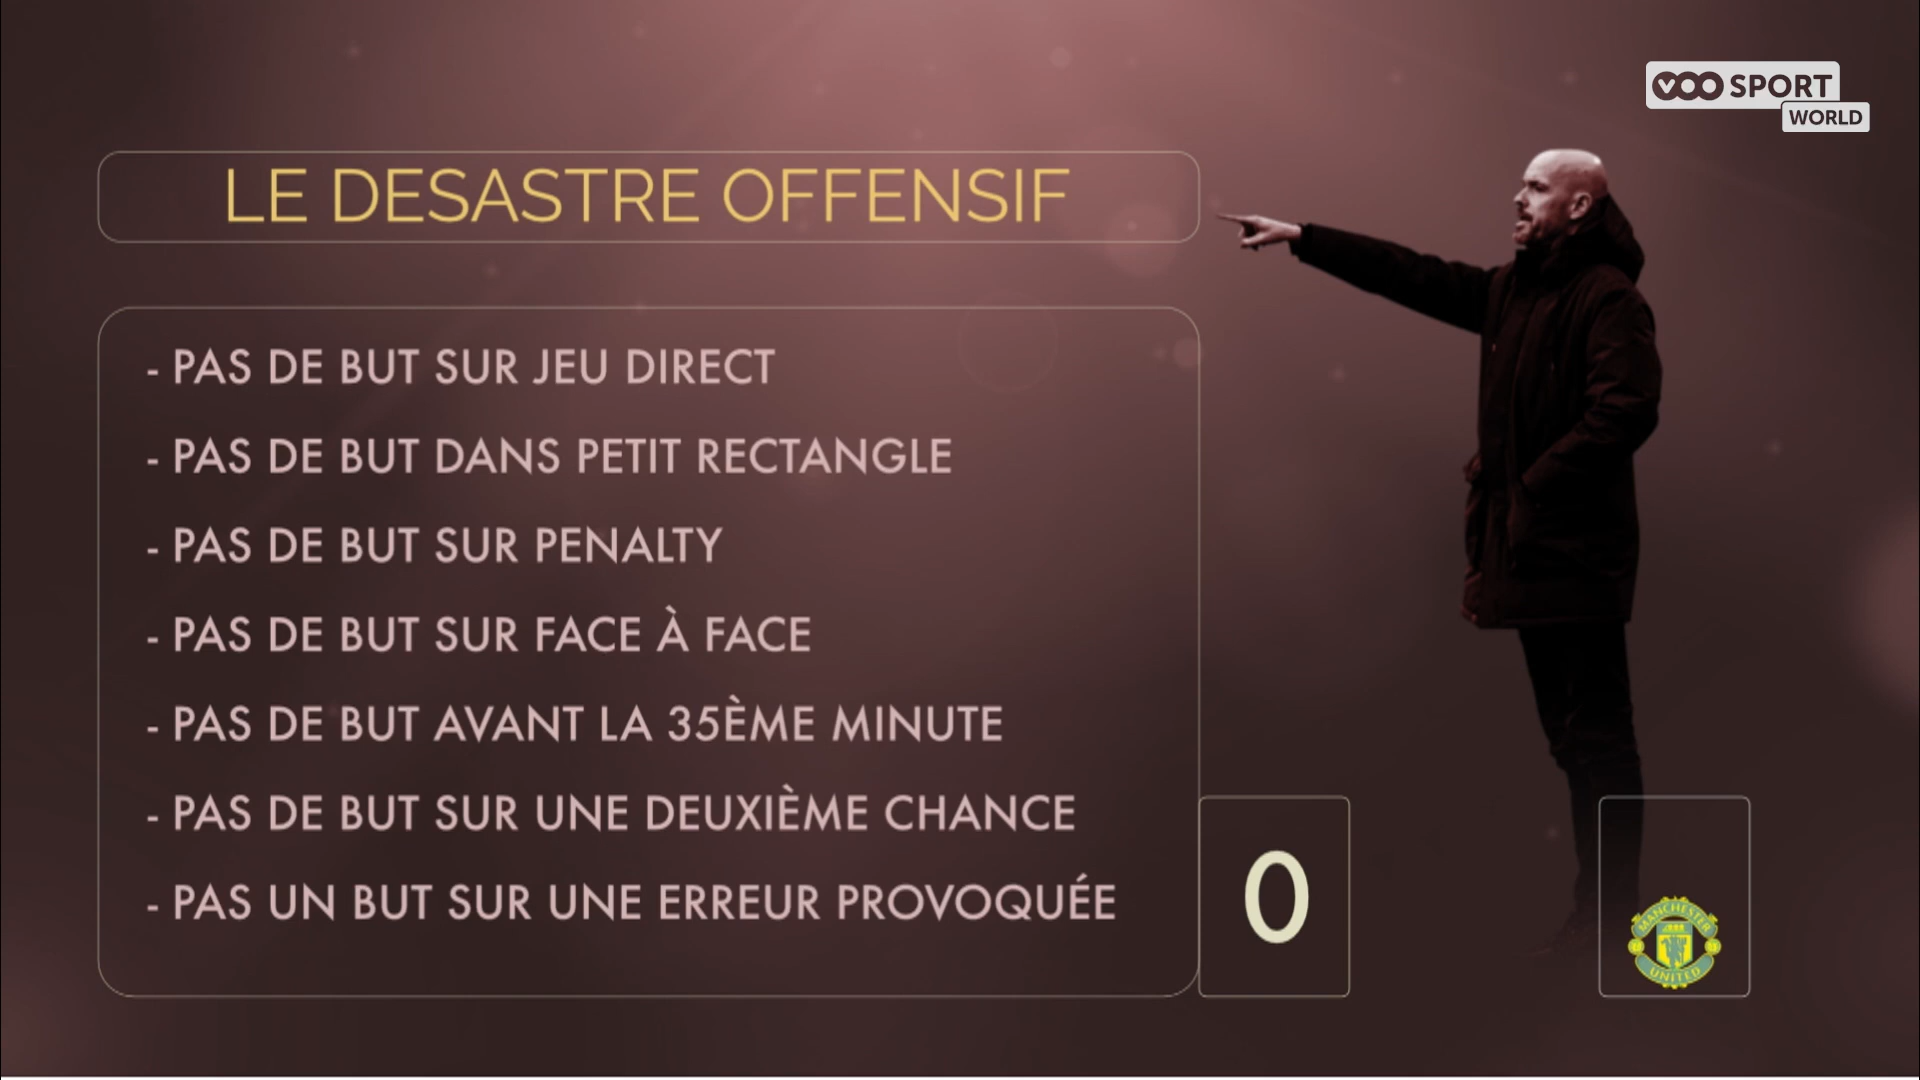 VOO SPORT
WORLD
LE DESASTRE OFFENSIF
- PAS DE BUT SUR JEU DIRECT
- PAS DE BUT DANS PETIT RECTANGLE
- PAS DE BUT SUR PENALTY
- PAS DE BUT SUR FACE À FACE
- PAS DE BUT AVANT LA 35ÈME MINUTE
- PAS DE BUT SUR UNE DEUXIÈME CHANCE
- PAS UN BUT SUR UNE ERREUR PROVOQUÉE
0
MANCHESTER
UNITED